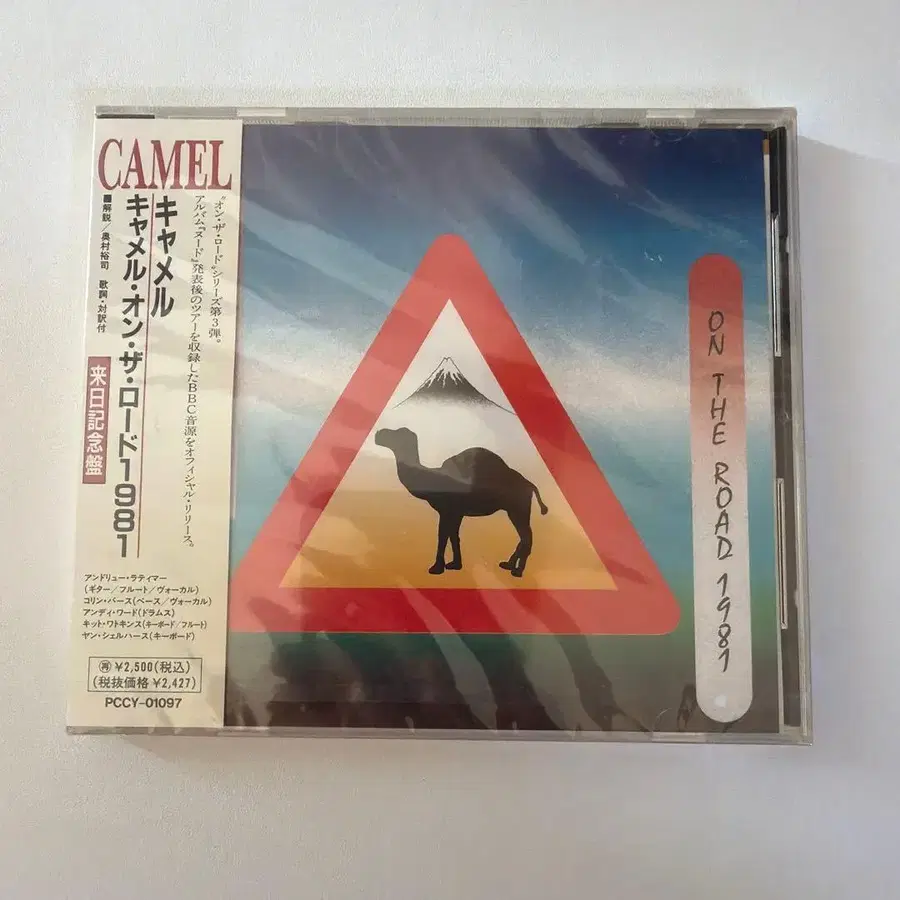 CAMEL
"オン・ザ・ロード"シリーズ第3弾。
アルバム『ヌード』発表後のツアーを収録したBBC音源をオフィシャル・リリース。
キャメル
キャメル・オン・ザ・ロード1981
■解説/奥村裕司 歌詞・対訳付
来日記念盤
アンドリュー・ラティマー
(ギター/フルート/ヴォーカル)
コリン・バース(ベース/ヴォーカル)
アンディ・ワード(ドラムス)
キット・ワトキンス(キーボード/フルート)
ヤン・シェルハース(キーボード)
再 ¥2,500(税込)
(税抜価格 ¥2,427)
PCCY-01097
ON THE ROAD 1981